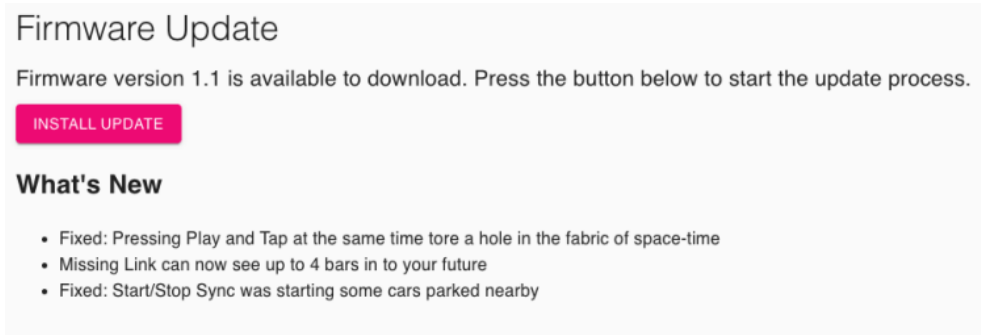 Firmware Update
Firmware version 1.1 is available to download. Press the button below to start the update process.
INSTALL UPDATE
What's New
• Fixed: Pressing Play and Tap at the same time tore a hole in the fabric of space-time
• Missing Link can now see up to 4 bars in to your future
• Fixed: Start/Stop Sync was starting some cars parked nearby